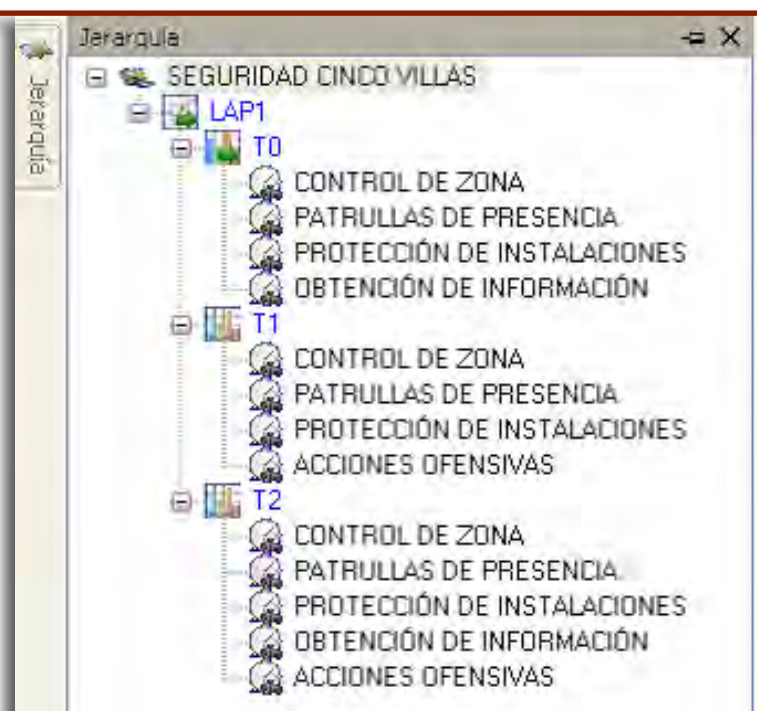 Jerarquía
Jerarquía
SEGURIDAD CINCO VILLAS
LAP1
T0
CONTROL DE ZONA
PATRULLAS DE PRESENCIA
PROTECCIÓN DE INSTALACIONES
OBTENCIÓN DE INFORMACIÓN
T1
CONTROL DE ZONA
PATRULLAS DE PRESENCIA
PROTECCIÓN DE INSTALACIONES
ACCIONES OFENSIVAS
T2
CONTROL DE ZONA
PATRULLAS DE PRESENCIA
PROTECCIÓN DE INSTALACIONES
OBTENCIÓN DE INFORMACIÓN
ACCIONES OFENSIVAS